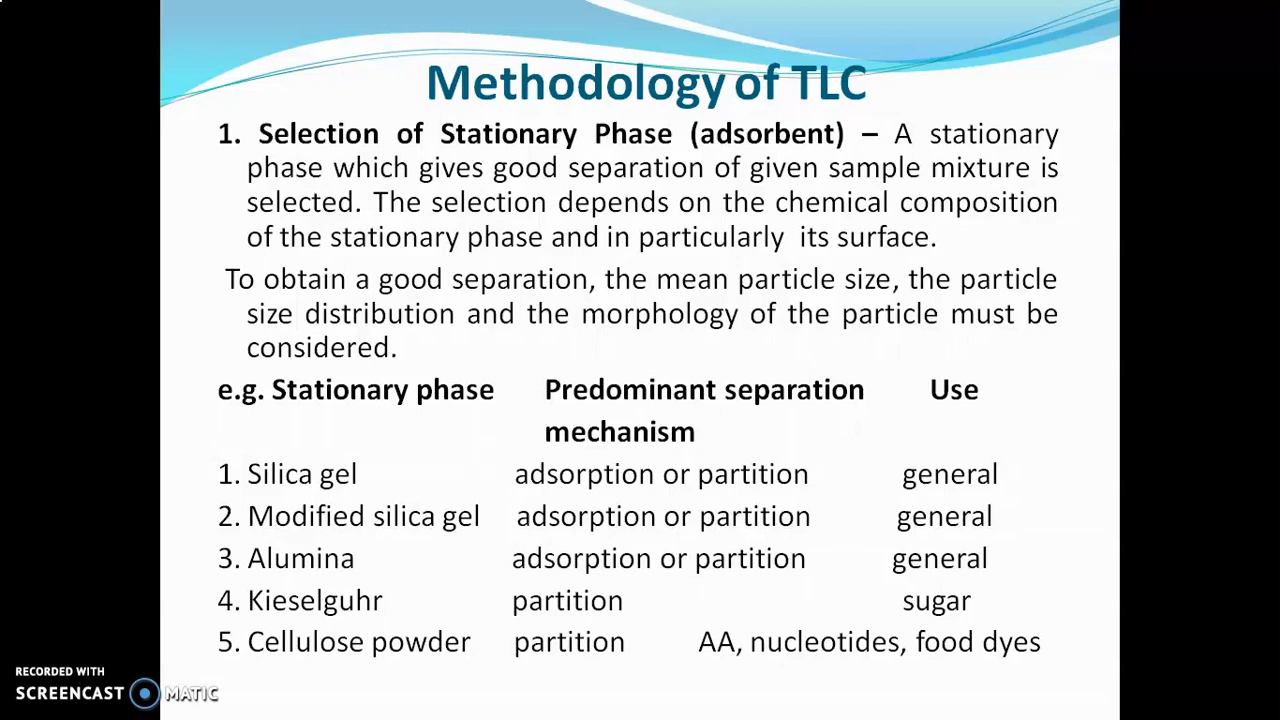 Methodology of TLC
1. Selection of Stationary Phase (adsorbent) – A stationary
phase which gives good separation of given sample mixture is
selected. The selection depends on the chemical composition
of the stationary phase and in particularly its surface.
To obtain a good separation, the mean particle size, the particle
size distribution and the morphology of the particle must be
considered.
e.g. Stationary phase Predominant separation Use
mechanism
1. Silica gel adsorption or partition general
2. Modified silica gel adsorption or partition general
3. Alumina adsorption or partition general
4. Kieselguhr partition sugar
5. Cellulose powder partition AA, nucleotides, food dyes
RECORDED WITH
SCREENCAST MATIC